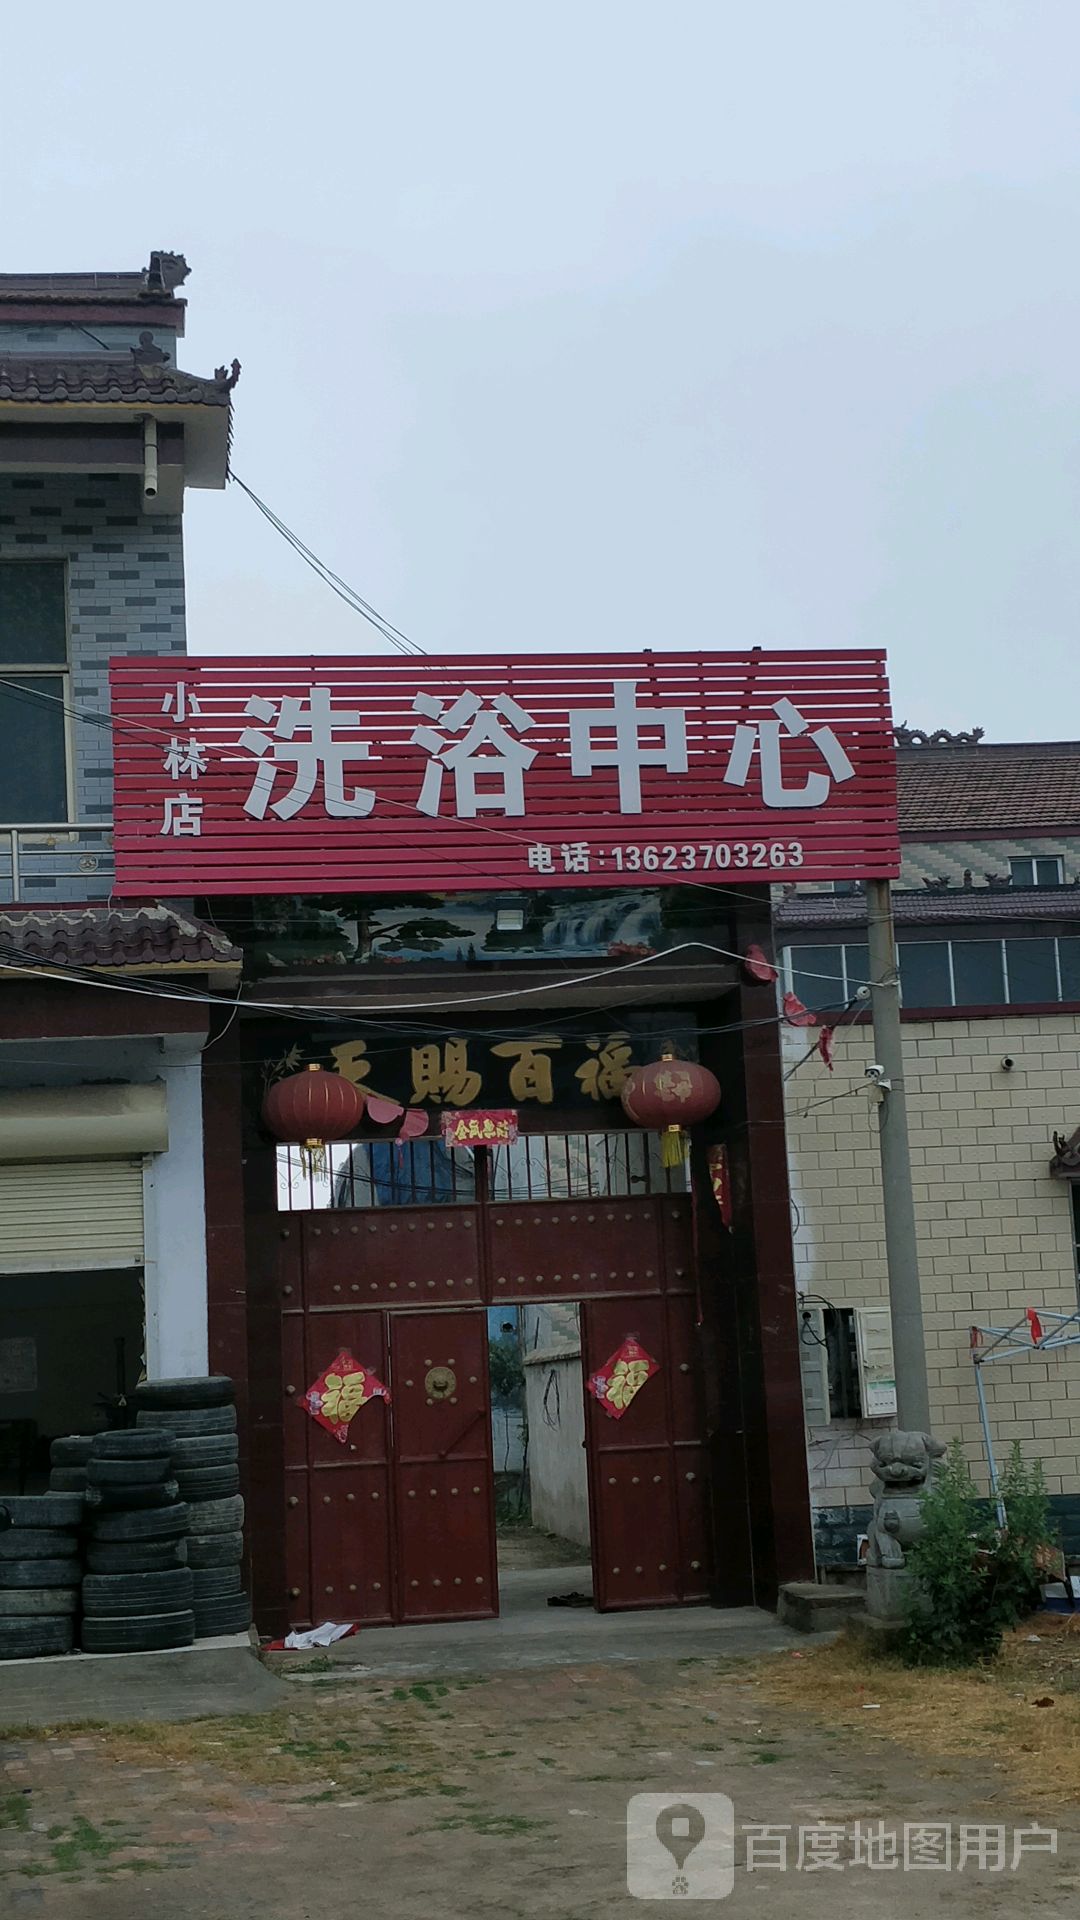 小林店
洗浴中心
电话:13623703263
天赐百福
福
福
百度地图用户